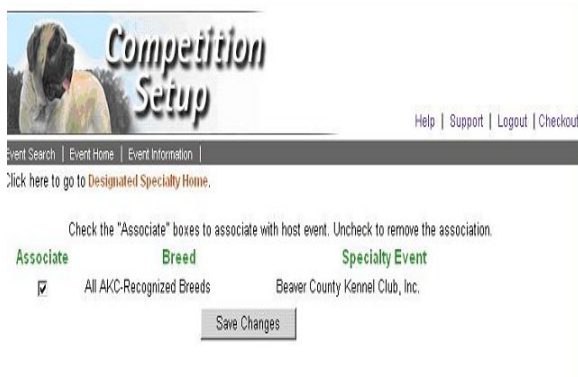 Competition
Setup
Help | Support | Logout | Checkout
Event Search | Event Home | Event Information |
Click here to go to Designated Specialty Home.
Check the "Associate" boxes to associate with host event. Uncheck to remove the association.
Associate Breed Specialty Event
All AKC-Recognized Breeds Beaver County Kennel Club, Inc.
Save Changes